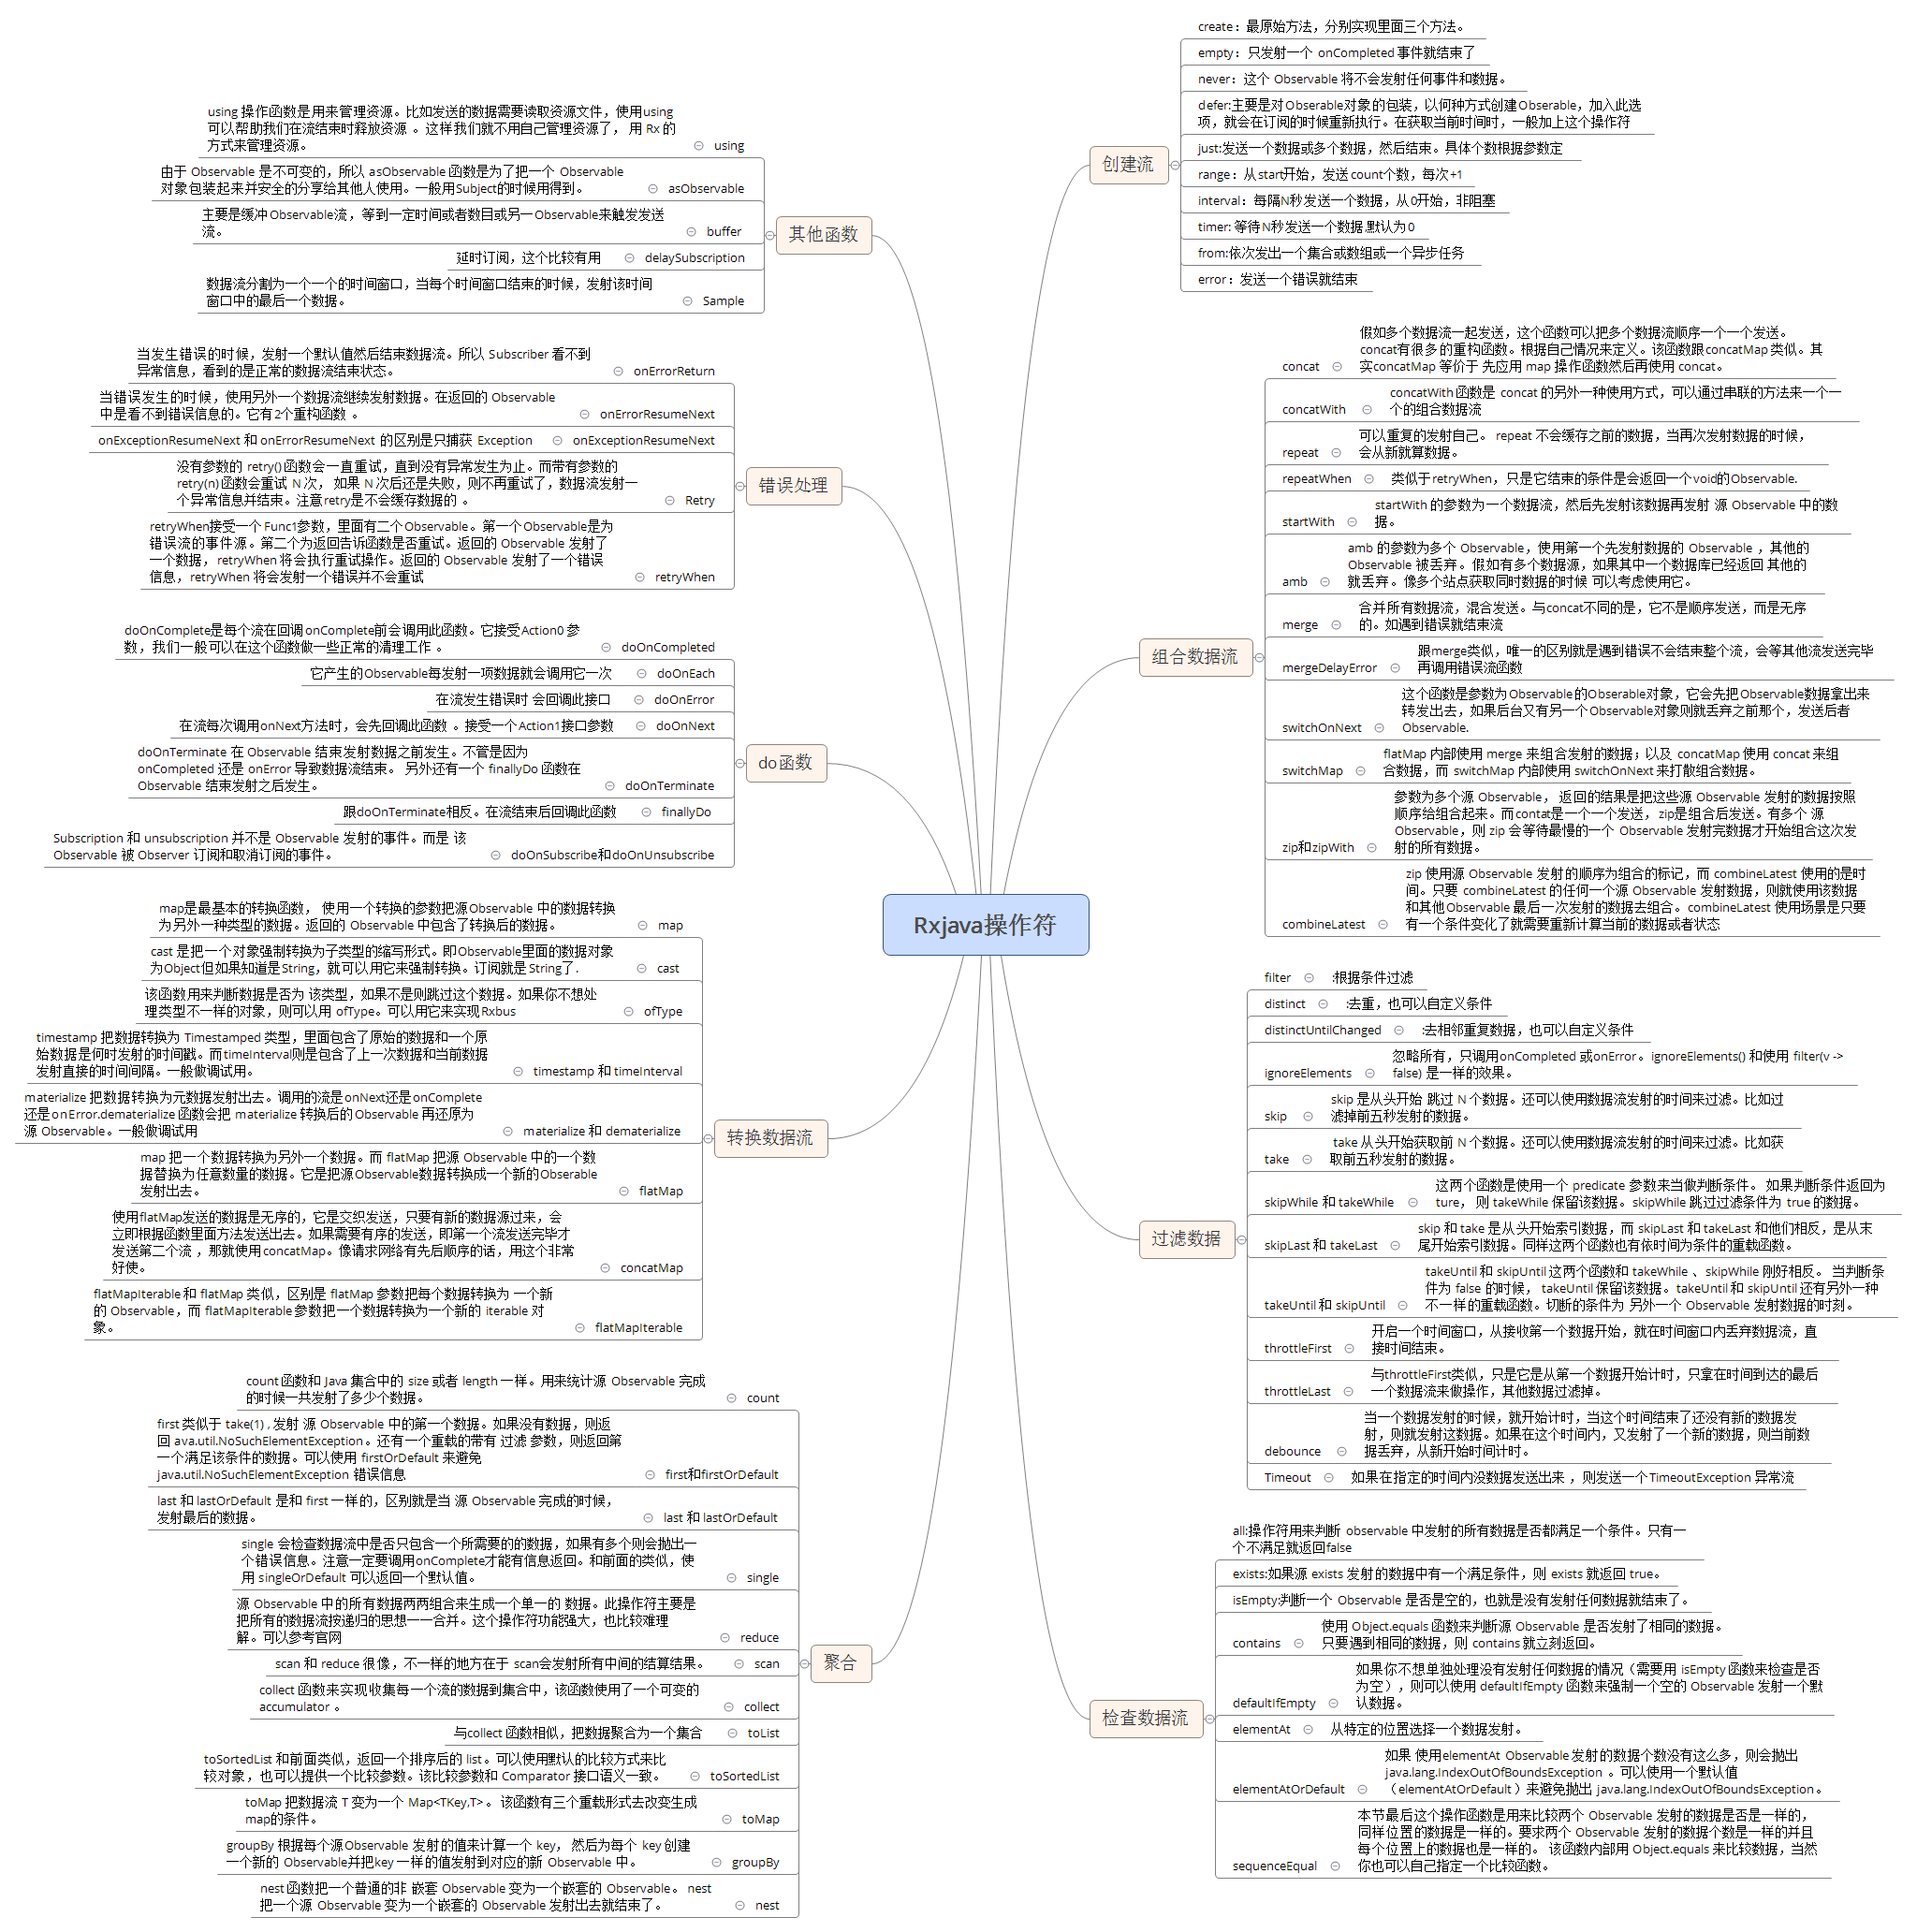 Rxjava操作符
创建流
create：最原始方法，分别实现里面三个方法。
empty：只发射一个 onCompleted 事件就结束了
never：这个 Observable 将不会发射任何事件和数据。
defer:主要是对Obserable对象的包装，以何种方式创建Obserable，加入此选
项，就会在订阅的时候重新执行。在获取当前时间时，一般加上这个操作符
just:发送一个数据或多个数据，然后结束。具体个数根据参数定
range：从start开始，发送count个数，每次+1
interval：每隔N秒发送一个数据，从0开始，非阻塞
timer: 等待N秒发送一个数据.默认为0
from:依次发出一个集合或数组或一个异步任务
error：发送一个错误就结束
组合数据流
concat
假如多个数据流一起发送，这个函数可以把多个数据流顺序一个一个发送。
concat有很多的重构函数。根据自己情况来定义。该函数跟concatMap 类似。其
实concatMap 等价于 先应用 map 操作函数然后再使用 concat。
concatWith
concatWith 函数是 concat 的另外一种使用方式，可以通过串联的方法来一个一
个的组合数据流
repeat
可以重复的发射自己。 repeat 不会缓存之前的数据，当再次发射数据的时候，
会从新就算数据。
repeatWhen
类似于retryWhen，只是它结束的条件是会返回一个void的Observable.
startWith
startWith 的参数为一个数据流，然后先发射该数据再发射 源 Observable 中的数
据。
amb
amb 的参数为多个 Observable，使用第一个先发射数据的 Observable ，其他的
Observable 被丢弃。假如有多个数据源，如果其中一个数据库已经返回 其他的
就丢弃。像多个站点获取同时数据的时候 可以考虑使用它。
merge
合并所有数据流，混合发送。与concat不同的是，它不是顺序发送，而是无序
的。如遇到错误就结束流
mergeDelayError
跟merge类似，唯一的区别就是遇到错误不会结束整个流，会等其他流发送完毕
再调用错误流函数
switchOnNext
这个函数是参数为Observable的Obserable对象，它会先把Observable数据拿出来
转发出去，如果后台又有另一个Observable对象则就丢弃之前那个，发送后者
Observable.
switchMap
flatMap 内部使用 merge 来组合发射的数据；以及 concatMap 使用 concat 来组
合数据，而 switchMap 内部使用 switchOnNext 来打散组合数据。
zip和zipWith
参数为多个源 Observable， 返回的结果是把这些源 Observable 发射的数据按照
顺序给组合起来。而contat是一个一个发送，zip是组合后发送。有多个 源
Observable，则 zip 会等待最慢的一个 Observable 发射完数据才开始组合这次发
射的所有数据。
combineLatest
zip 使用源 Observable 发射的顺序为组合的标记，而 combineLatest 使用的是时
间。只要 combineLatest 的任何一个源 Observable 发射数据，则就使用该数据
和其他Observable 最后一次发射的数据去组合。combineLatest 使用场景是只要
有一个条件变化了就需要重新计算当前的数据或者状态
过滤数据
filter
:根据条件过滤
distinct
:去重，也可以自定义条件
distinctUntilChanged
:去相邻重复数据，也可以自定义条件
ignoreElements
忽略所有，只调用onCompleted 或onError。ignoreElements() 和使用 filter(v ->
false) 是一样的效果。
skip
skip 是从头开始 跳过 N 个数据。还可以使用数据流发射的时间来过滤。比如过
滤掉前五秒发射的数据。
take
take 从头开始获取前 N 个数据。还可以使用数据流发射的时间来过滤。比如获
取前五秒发射的数据。
skipWhile 和 takeWhile
这两个函数是使用一个 predicate 参数来当做判断条件。 如果判断条件返回为
ture， 则 takeWhile 保留该数据。skipWhile 跳过过滤条件为 true 的数据。
skipLast 和 takeLast
skip 和 take 是从头开始索引数据，而 skipLast 和 takeLast 和他们相反，是从末
尾开始索引数据。同样这两个函数也有依时间为条件的重载函数。
takeUntil 和 skipUntil
takeUntil 和 skipUntil 这两个函数和 takeWhile 、skipWhile 刚好相反。 当判断条
件为 false 的时候， takeUntil 保留该数据。takeUntil 和 skipUntil 还有另外一种
不一样的重载函数。切断的条件为 另外一个 Observable 发射数据的时刻。
throttleFirst
开启一个时间窗口，从接收第一个数据开始，就在时间窗口内丢弃数据流，直
接时间结束。
throttleLast
与throttleFirst类似，只是它是从第一个数据开始计时，只拿在时间到达的最后
一个数据流来做操作，其他数据过滤掉。
debounce
当一个数据发射的时候，就开始计时，当这个时间结束了还没有新的数据发
射，则就发射这数据。如果在这个时间内，又发射了一个新的数据，则当前数
据丢弃，从新开始时间计时。
Timeout
如果在指定的时间内没数据发送出来 ，则发送一个TimeoutException 异常流
检查数据流
all:操作符用来判断 observable 中发射的所有数据是否都满足一个条件。只有一
个不满足就返回false
exists:如果源 exists 发射的数据中有一个满足条件，则 exists 就返回 true。
isEmpty:判断一个 Observable 是否是空的，也就是没有发射任何数据就结束了。
contains
使用 Object.equals 函数来判断源 Observable 是否发射了相同的数据。
只要遇到相同的数据，则 contains 就立刻返回。
defaultIfEmpty
如果你不想单独处理没有发射任何数据的情况（需要用 isEmpty 函数来检查是否
为空），则可以使用 defaultIfEmpty 函数来强制一个空的 Observable 发射一个默
认数据。
elementAt
从特定的位置选择一个数据发射。
elementAtOrDefault
如果 使用elementAt Observable 发射的数据个数没有这么多，则会抛出
java.lang.IndexOutOfBoundsException 。可以使用一个默认值
（elementAtOrDefault ）来避免抛出 java.lang.IndexOutOfBoundsException。
sequenceEqual
本节最后这个操作函数是用来比较两个 Observable 发射的数据是否是一样的，
同样位置的数据是一样的。要求两个 Observable 发射的数据个数是一样的并且
每个位置上的数据也是一样的。 该函数内部用 Object.equals 来比较数据，当然
你也可以自己指定一个比较函数。
其他函数
using 操作函数是用来管理资源。比如发送的数据需要读取资源文件，使用using
可以帮助我们在流结束时释放资源 。这样我们就不用自己管理资源了， 用 Rx 的
方式来管理资源。
using
由于 Observable 是不可变的，所以 asObservable 函数是为了把一个 Observable
对象包装起来并安全的分享给其他人使用。一般用Subject的时候用得到。
asObservable
主要是缓冲Observable流，等到一定时间或者数目或另一Observable来触发发送
流。
buffer
延时订阅，这个比较有用
delaySubscription
数据流分割为一个一个的时间窗口，当每个时间窗口结束的时候，发射该时间
窗口中的最后一个数据。
Sample
错误处理
当发生错误的时候，发射一个默认值然后结束数据流。所以 Subscriber 看不到
异常信息，看到的是正常的数据流结束状态。
onErrorReturn
当错误发生的时候，使用另外一个数据流继续发射数据。在返回的 Observable
中是看不到错误信息的。它有2个重构函数 。
onErrorResumeNext
onExceptionResumeNext 和 onErrorResumeNext 的区别是只捕获 Exception
onExceptionResumeNext
没有参数的 retry() 函数会一直重试，直到没有异常发生为止。而带有参数的
retry(n) 函数会重试 N 次， 如果 N 次后还是失败，则不再重试了，数据流发射一
个异常信息并结束。注意retry是不会缓存数据的 。
Retry
retryWhen接受一个 Func1参数，里面有二个Observable。第一个Observable是为
错误流的事件源。第二个为返回告诉函数是否重试。返回的 Observable 发射了
一个数据，retryWhen 将会执行重试操作。返回的 Observable 发射了一个错误
信息，retryWhen 将会发射一个错误并不会重试
retryWhen
do函数
doOnComplete是每个流在回调onComplete前会调用此函数。它接受Action0 参
数，我们一般可以在这个函数做一些正常的清理工作 。
doOnCompleted
它产生的Observable每发射一项数据就会调用它一次
doOnEach
在流发生错误时 会回调此接口
doOnError
在流每次调用onNext方法时，会先回调此函数 。接受一个Action1接口参数
doOnNext
doOnTerminate 在 Observable 结束发射数据之前发生。不管是因为
onCompleted 还是 onError 导致数据流结束。 另外还有一个 finallyDo 函数在
Observable 结束发射之后发生。
doOnTerminate
跟doOnTerminate相反。在流结束后回调此函数
finallyDo
Subscription 和 unsubscription 并不是 Observable 发射的事件。而是 该
Observable 被 Observer 订阅和取消订阅的事件。
doOnSubscribe和doOnUnsubscribe
转换数据流
map是最基本的转换函数， 使用一个转换的参数把源Observable 中的数据转换
为另外一种类型的数据。返回的 Observable 中包含了转换后的数据。
map
cast 是把一个对象强制转换为子类型的缩写形式。即Observable里面的数据对象
为Object但如果知道是String，就可以用它来强制转换。订阅就是String了.
cast
该函数用来判断数据是否为 该类型，如果不是则跳过这个数据。如果你不想处
理类型不一样的对象，则可以用 ofType。可以用它来实现Rxbus
ofType
timestamp 把数据转换为 Timestamped 类型，里面包含了原始的数据和一个原
始数据是何时发射的时间戳。而timeInterval则是包含了上一次数据和当前数据
发射直接的时间间隔。一般做调试用。
timestamp 和 timeInterval
materialize 把数据转换为元数据发射出去。调用的流是onNext还是onComplete
还是onError.dematerialize 函数会把 materialize 转换后的Observable 再还原为
源 Observable。一般做调试用
materialize 和 dematerialize
map 把一个数据转换为另外一个数据。而 flatMap 把源 Observable 中的一个数
据替换为任意数量的数据。它是把源Observable数据转换成一个新的Obserable
发射出去。
flatMap
使用flatMap发送的数据是无序的，它是交织发送，只要有新的数据源过来，会
立即根据函数里面方法发送出去。如果需要有序的发送，即第一个流发送完毕才
发送第二个流 ，那就使用concatMap。像请求网络有先后顺序的话，用这个非常
好使。
concatMap
flatMapIterable 和 flatMap 类似，区别是 flatMap 参数把每个数据转换为 一个新
的 Observable，而 flatMapIterable 参数把一个数据转换为一个新的 iterable 对
象。
flatMapIterable
聚合
count 函数和 Java 集合中的 size 或者 length 一样。用来统计源 Observable 完成
的时候一共发射了多少个数据。
count
first 类似于 take(1) , 发射 源 Observable 中的第一个数据。如果没有数据，则返
回 ava.util.NoSuchElementException。还有一个重载的带有 过滤 参数，则返回第
一个满足该条件的数据。可以使用 firstOrDefault 来避免
java.util.NoSuchElementException 错误信息
first和firstOrDefault
last 和 lastOrDefault 是和 first 一样的，区别就是当 源 Observable 完成的时候，
发射最后的数据。
last 和 lastOrDefault
single 会检查数据流中是否只包含一个所需要的的数据，如果有多个则会抛出一
个错误信息。注意一定要调用onComplete才能有信息返回。和前面的类似，使
用 singleOrDefault 可以返回一个默认值。
single
源 Observable 中的所有数据两两组合来生成一个单一的 数据。此操作符主要是
把所有的数据流按递归的思想一一合并。这个操作符功能强大，也比较难理
解。可以参考官网
reduce
scan 和 reduce 很像，不一样的地方在于 scan会发射所有中间的结算结果。
scan
collect 函数来实现收集每一个流的数据到集合中，该函数使用了一个可变的
accumulator 。
collect
与collect 函数相似，把数据聚合为一个集合
toList
toSortedList 和前面类似，返回一个排序后的 list。可以使用默认的比较方式来比
较对象，也可以提供一个比较参数。该比较参数和 Comparator 接口语义一致。
toSortedList
toMap 把数据流 T 变为一个 Map<TKey,T>。该函数有三个重载形式去改变生成
map的条件。
toMap
groupBy 根据每个源Observable 发射的值来计算一个 key， 然后为每个 key 创建
一个新的 Observable并把key 一样的值发射到对应的新 Observable 中。
groupBy
nest 函数把一个普通的非 嵌套 Observable 变为一个嵌套的 Observable。 nest
把一个源 Observable 变为一个嵌套的 Observable 发射出去就结束了。
nest